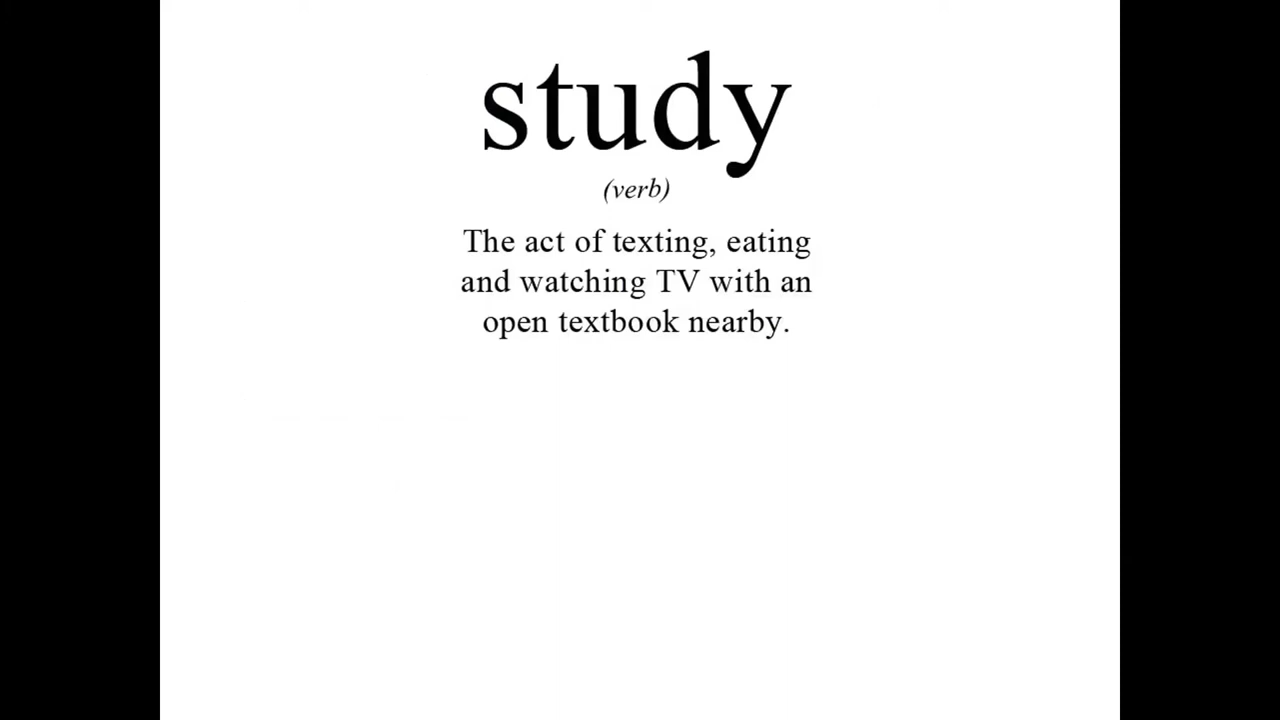 study
(verb)
The act of texting, eating
and watching TV with an
open textbook nearby.